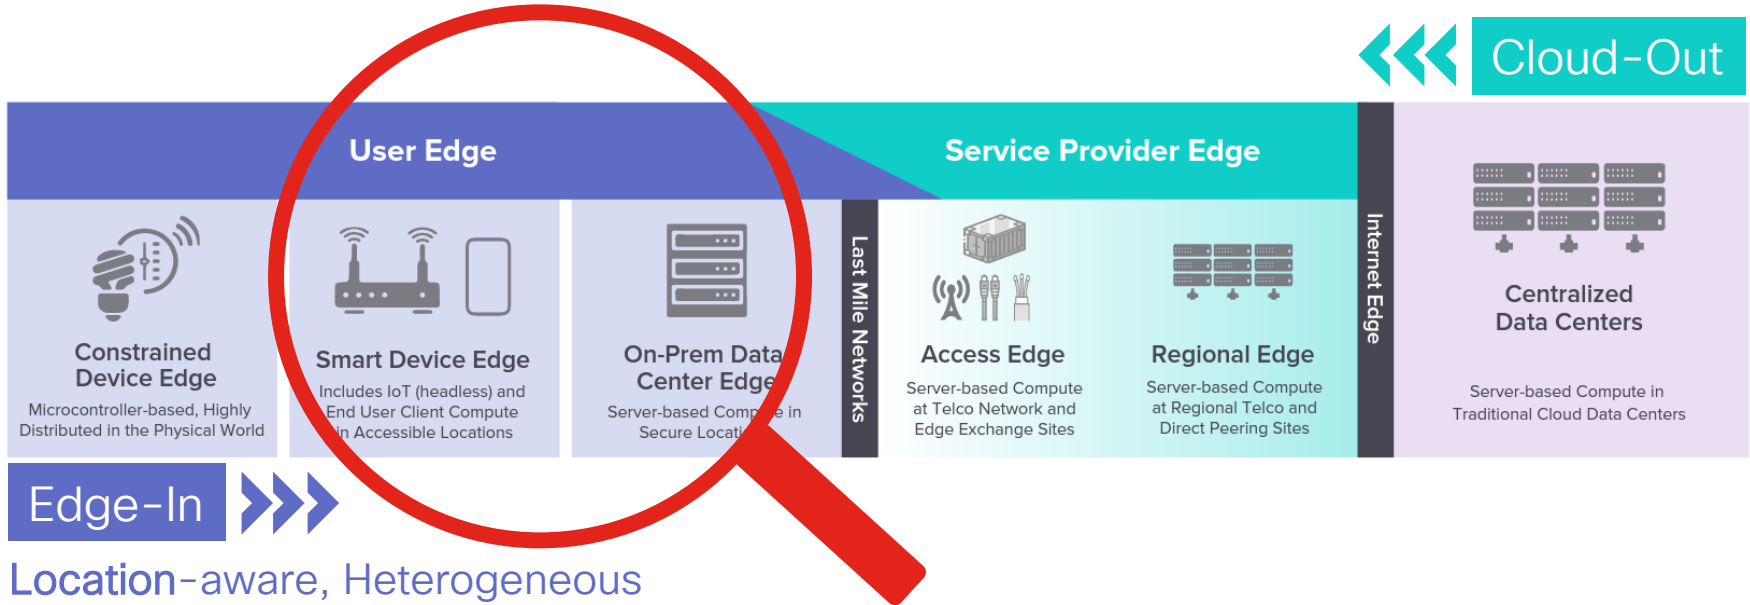 Cloud-Out
User Edge
Service Provider Edge
Constrained
Device Edge
Microcontroller-based, Highly
Distributed in the Physical World
Smart Device Edge
Includes IoT (headless) and
End User Client Compute
in Accessible Locations
On-Prem Data
Center Edge
Server-based Compute in
Secure Locations
Last Mile Networks
Access Edge
Server-based Compute
at Telco Network and
Edge Exchange Sites
Regional Edge
Server-based Compute
at Regional Telco and
Direct Peering Sites
Internet Edge
Centralized
Data Centers
Server-based Compute in
Traditional Cloud Data Centers
Edge-In
Location-aware, Heterogeneous